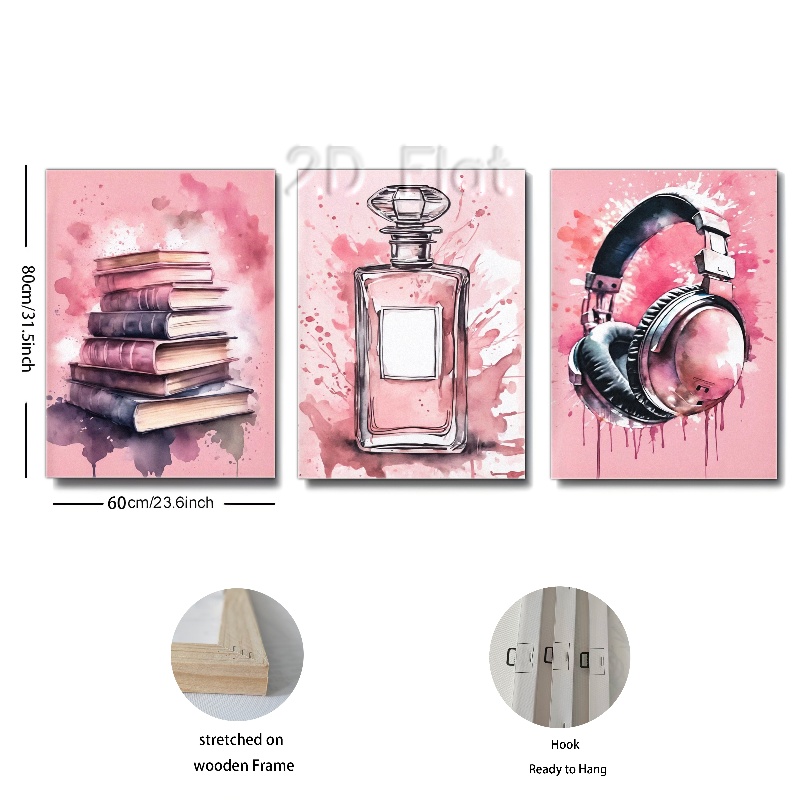 2D Flat
80cm/31.5inch
60cm/23.6inch
stretched on
wooden Frame
Hook
Ready to Hang